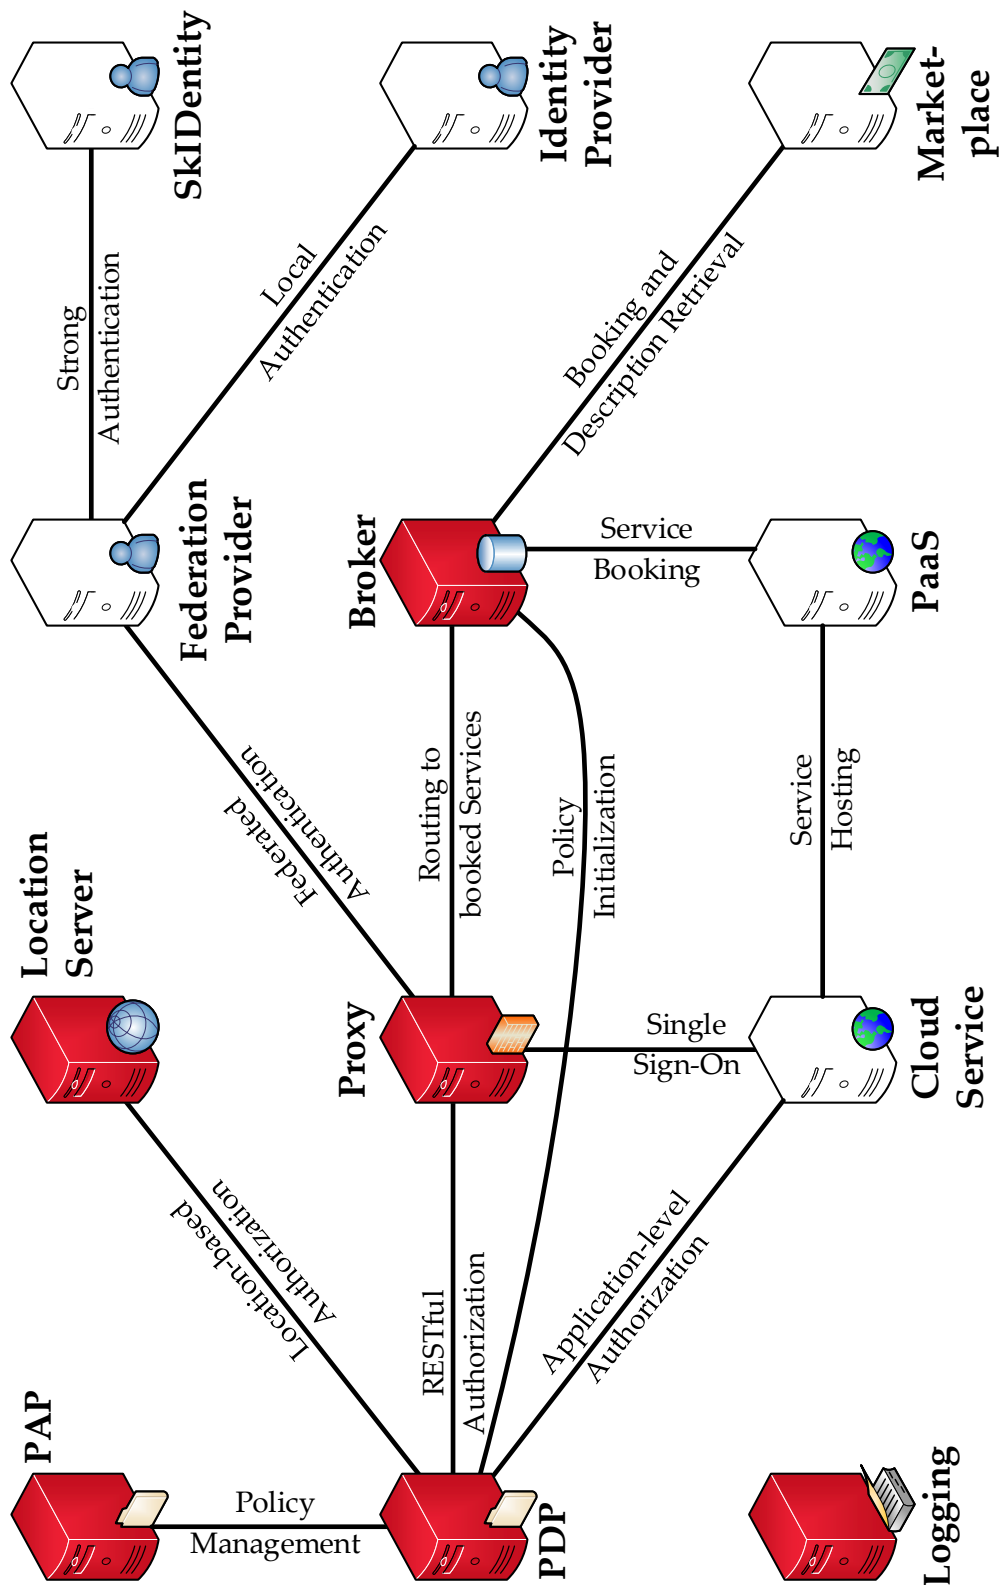 SkIDentity
Identity
Provider
Market-
place
Strong
Authentication
Local
Authentication
Booking and
Description Retrieval
Federation
Provider
Broker
Service
Booking
PaaS
Federated
Authentication
Routing to
booked Services
Policy
Initialization
Service
Hosting
Location
Server
Proxy
Single
Sign-On
Cloud
Service
Location-based
Authorization
RESTful
Authorization
Application-level
Authorization
PAP
Policy
Management
PDP
Logging